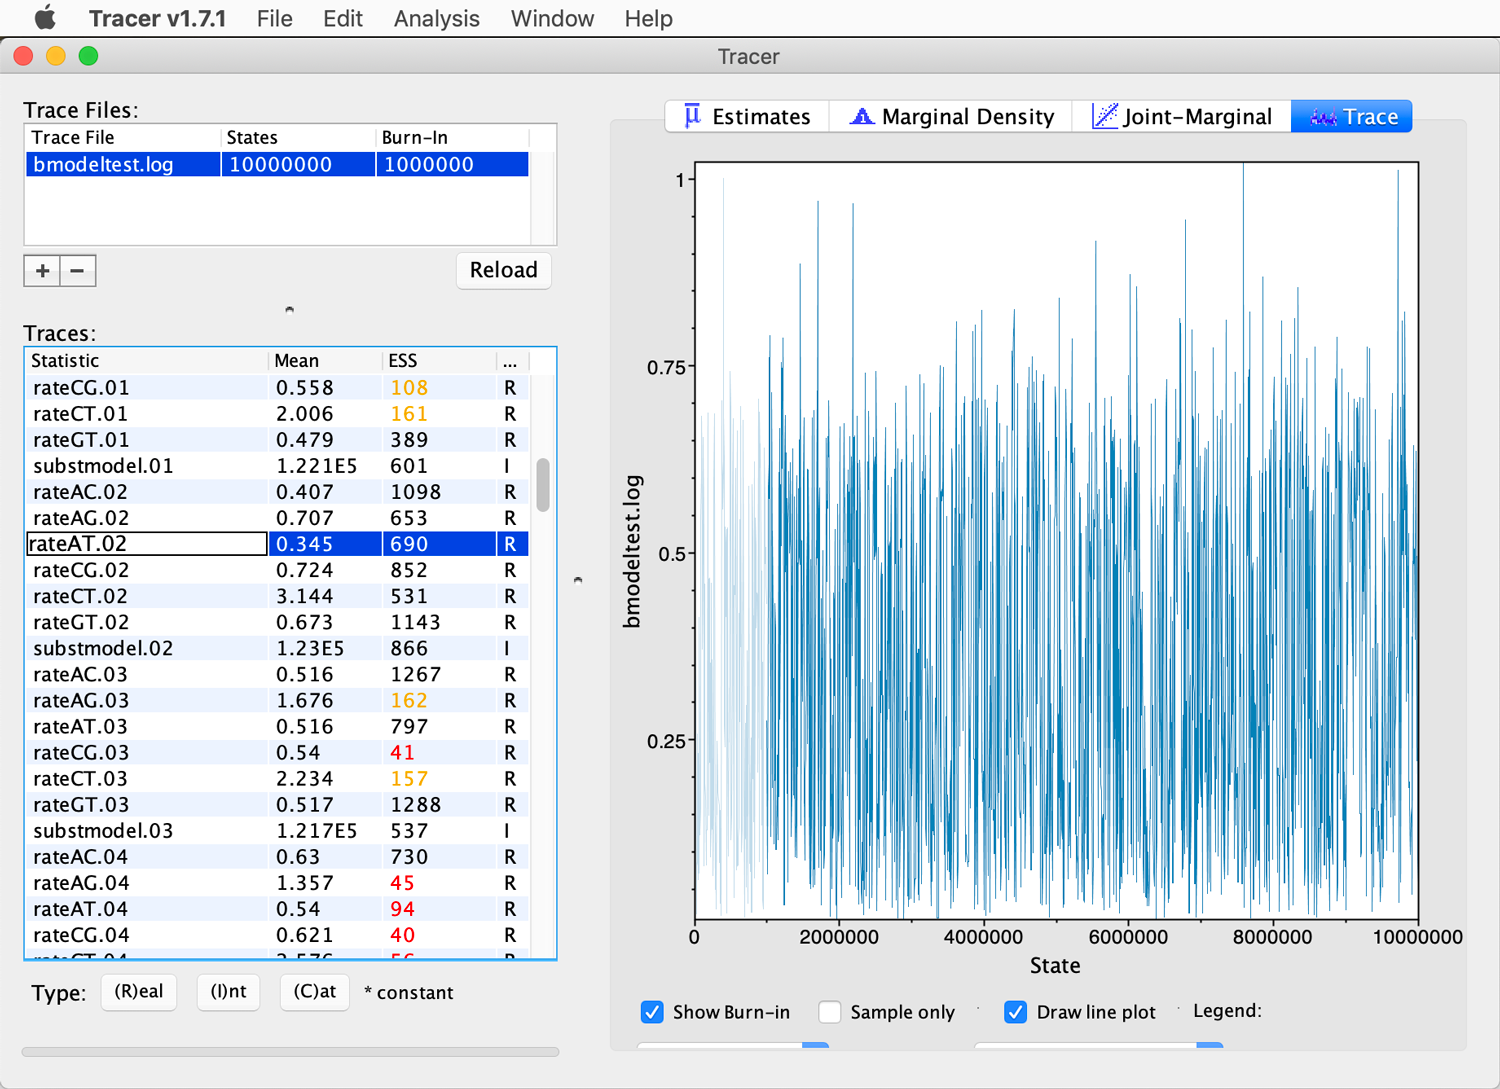 Tracer v1.7.1 File Edit Analysis Window Help
Tracer
Trace Files:
Trace File States Burn-In
bmodeltest.log 10000000 1000000
+ −
Reload
Traces:
Statistic Mean ESS ...
rateCG.01 0.558 108 R
rateCT.01 2.006 161 R
rateGT.01 0.479 389 R
substmodel.01 1.221E5 601 I
rateAC.02 0.407 1098 R
rateAG.02 0.707 653 R
rateAT.02 0.345 690 R
rateCG.02 0.724 852 R
rateCT.02 3.144 531 R
rateGT.02 0.673 1143 R
substmodel.02 1.23E5 866 I
rateAC.03 0.516 1267 R
rateAG.03 1.676 162 R
rateAT.03 0.516 797 R
rateCG.03 0.54 41 R
rateCT.03 2.234 157 R
rateGT.03 0.517 1288 R
substmodel.03 1.217E5 537 I
rateAC.04 0.63 730 R
rateAG.04 1.357 45 R
rateAT.04 0.54 94 R
rateCG.04 0.621 40 R
Type: (R)eal (I)nt (C)at * constant
Estimates Marginal Density Joint-Marginal Trace
1
0.75
0.5
0.25
bmodeltest.log
0 2000000 4000000 6000000 8000000 10000000
State
Show Burn-in Sample only Draw line plot Legend: